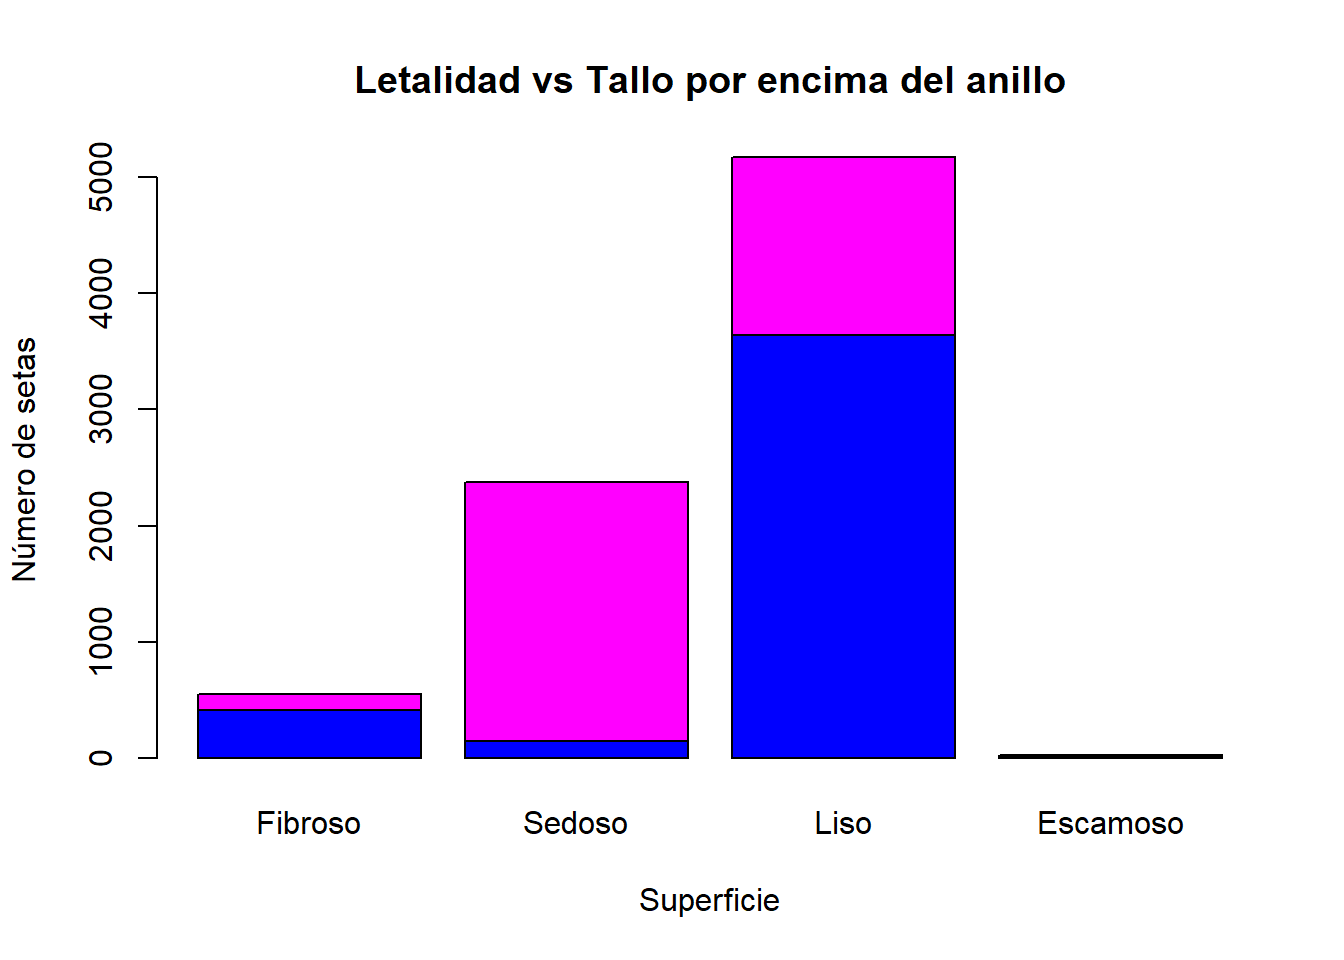 Letalidad vs Tallo por encima del anillo
Número de setas
5000
4000
3000
2000
1000
0
Fibroso Sedoso Liso Escamoso
Superficie